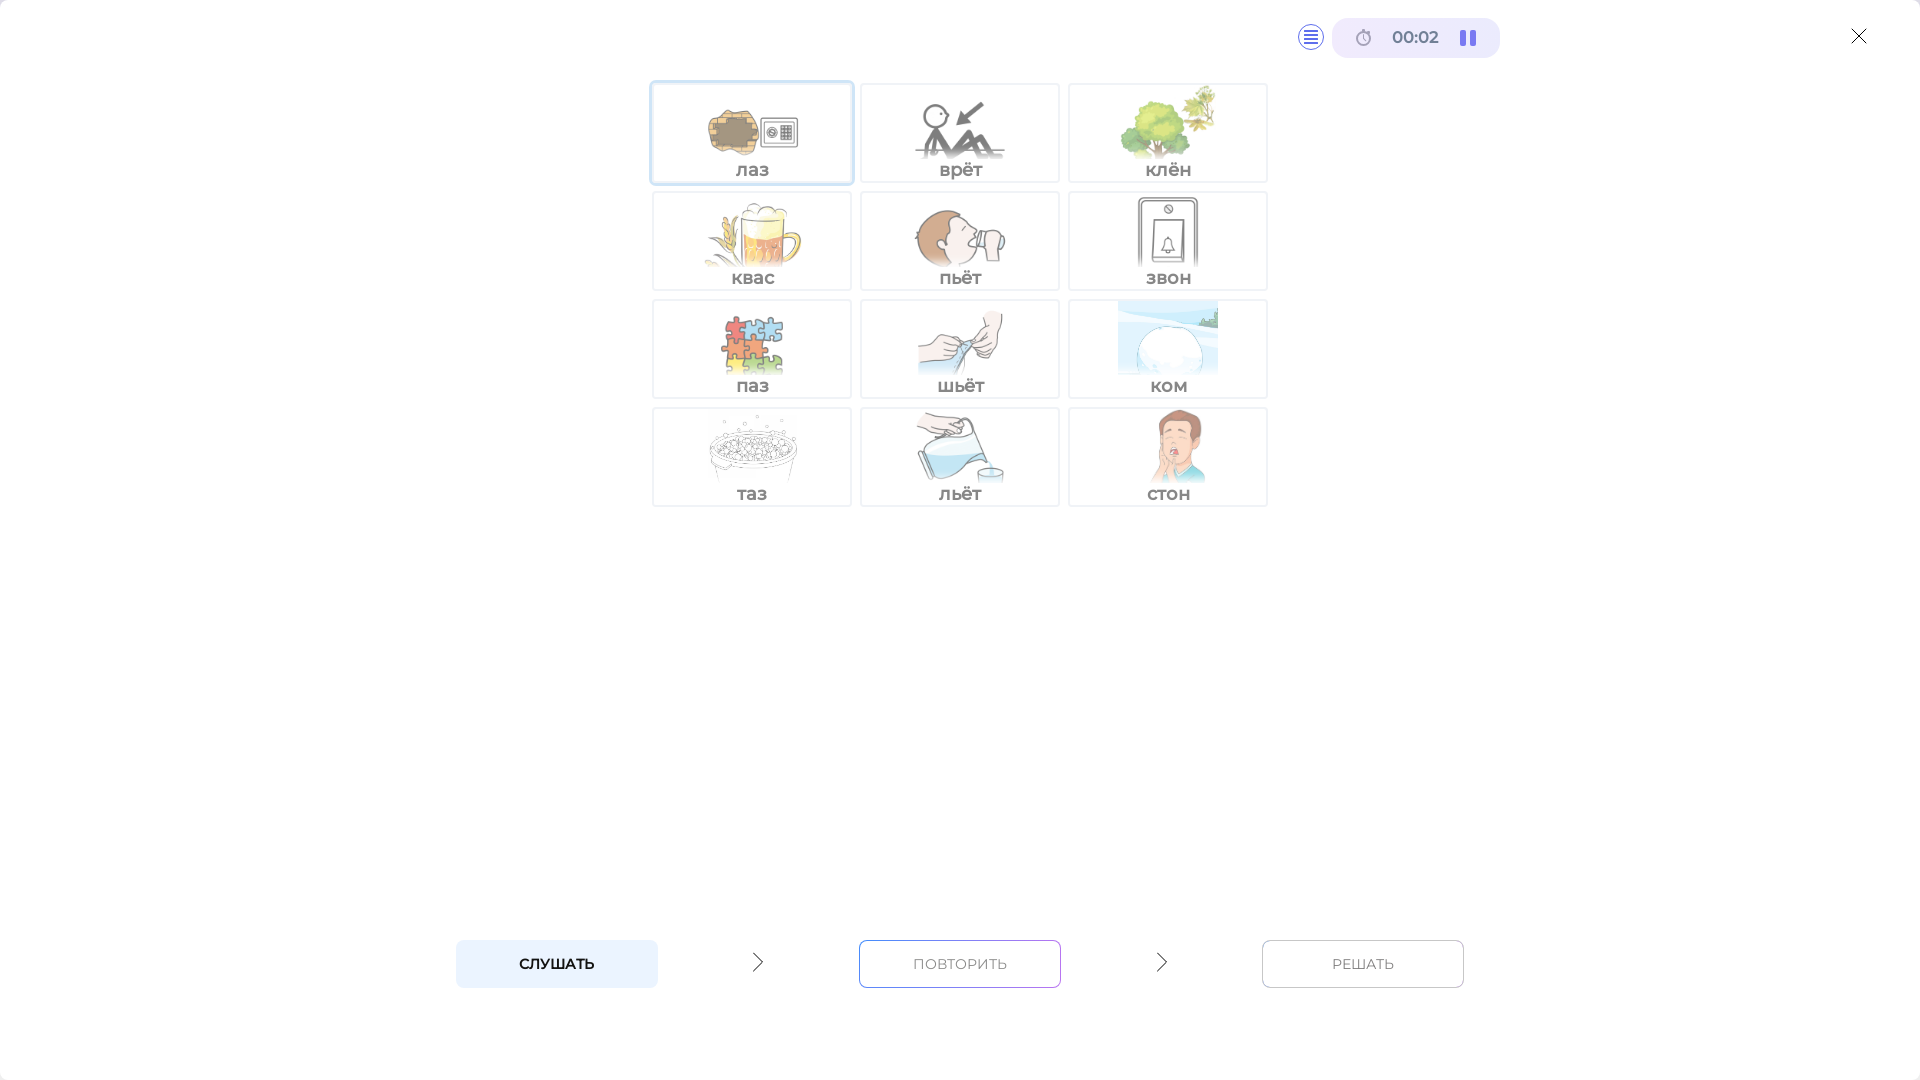 00:02
лаз
врёт
клён
квас
пьёт
звон
паз
шьёт
ком
таз
льёт
стон
СЛУШАТЬ
ПОВТОРИТЬ
РЕШАТЬ